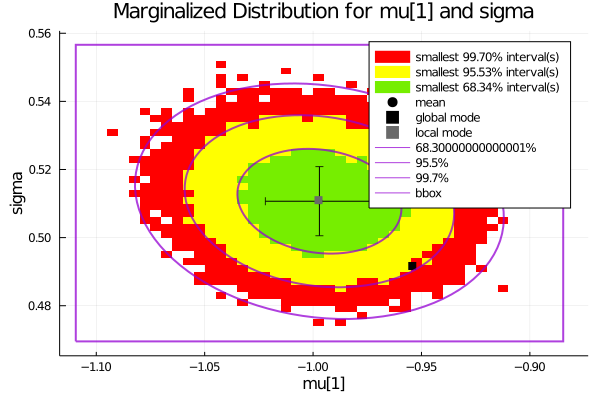 Marginalized Distribution for mu[1] and sigma
0.56
0.54
0.52
0.50
0.48
sigma
smallest 99.70% interval(s)
smallest 95.53% interval(s)
smallest 68.34% interval(s)
mean
global mode
local mode
68.30000000000001%
95.5%
99.7%
bbox
−1.10 −1.05 −1.00 −0.95 −0.90
mu[1]